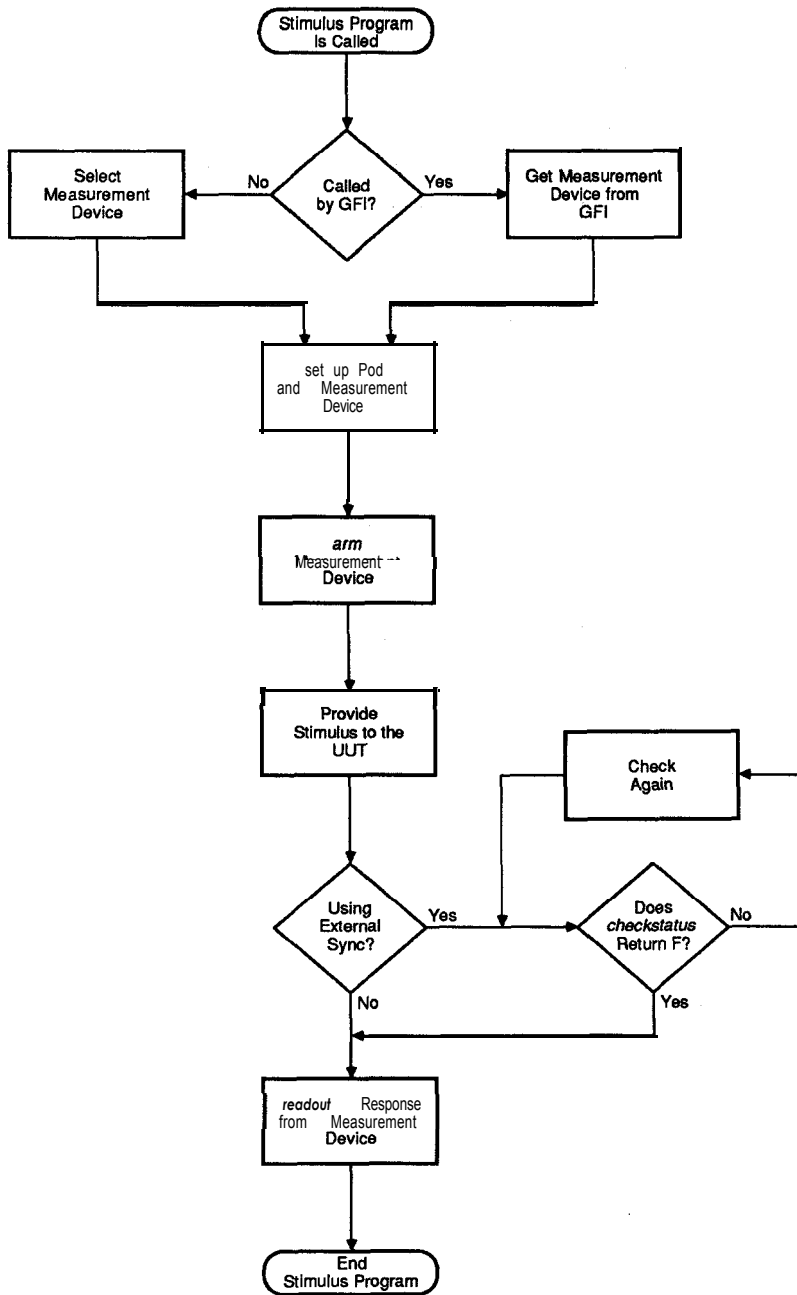 Stimulus Program
is Called
Select
Measurement
Device
No
Called
by GFI?
Yes
Get Measurement
Device from
GFI
set up Pod
and Measurement
Device
arm
Measurement
Device
Provide
Stimulus to the
UUT
Check
Again
Using
External
Sync?
Yes
Does
checkstatus
Return F?
No
No
Yes
readout Response
from Measurement
Device
End
Stimulus Program